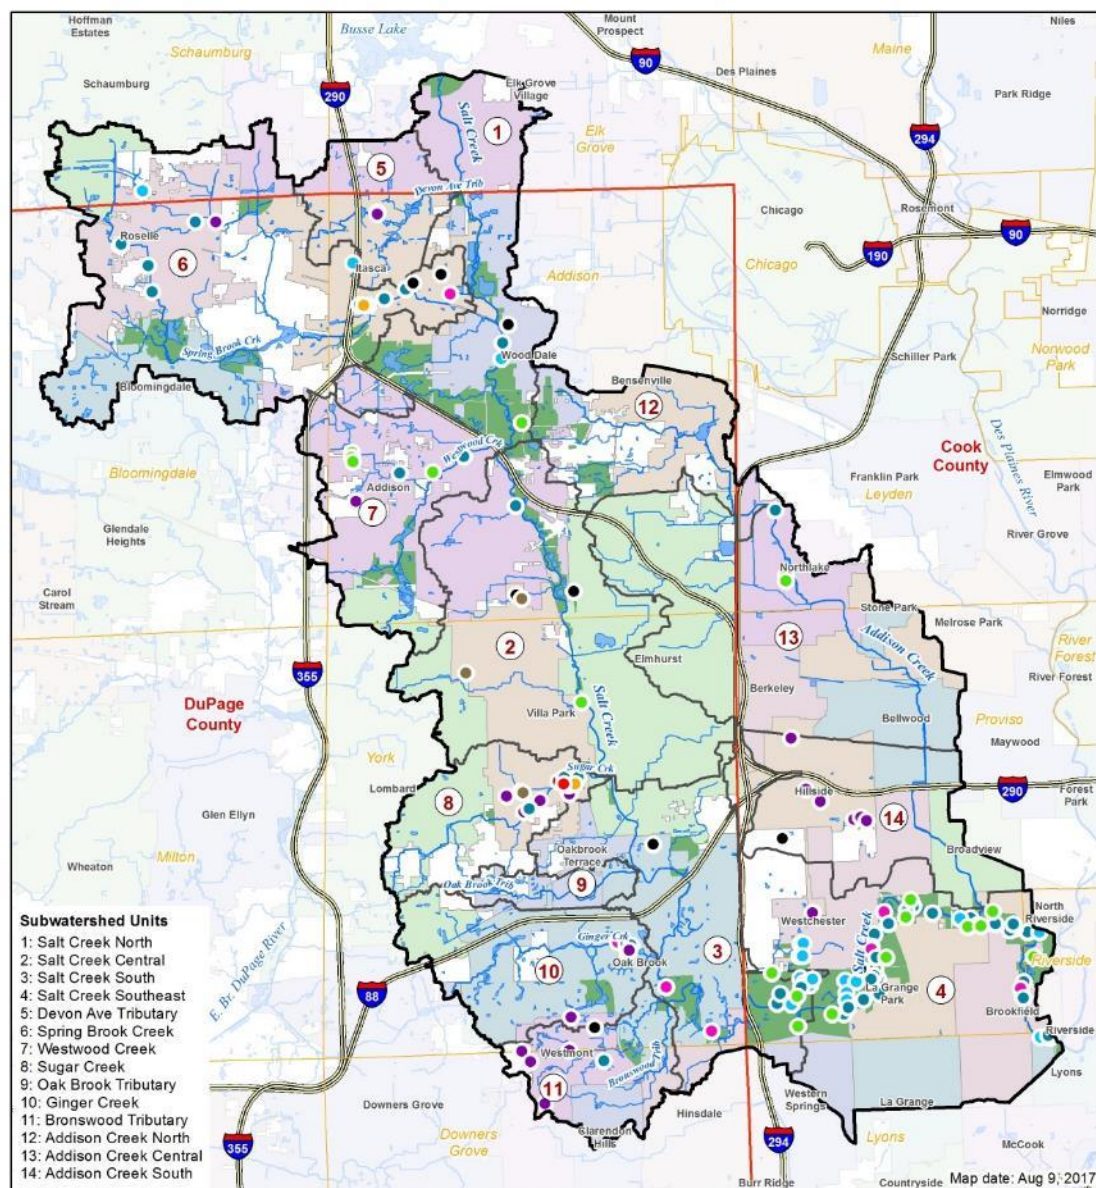 Hoffman
Estates
Schaumburg
Busse Lake
Mount
Prospect
Niles
Maine
90
Des Plaines
Schaumburg
290
Elk Grove
Village
Park Ridge
Salt Creek
1
Elk
Grove
294
5
Devon Ave Trib
Chicago
Rosemont
Roselle
90
190
6
Itasca
Addison
Chicago
Norridge
Spring Brook Crk
Wood Dale
Schiller Park
Norwood
Park
Bloomingdale
Bensenville
12
Des Plaines River
Westwood Crk
Cook
County
Bloomingdale
Addison
Franklin Park
Leyden
Elmwood
Park
7
Glendale
Heights
River Grove
Northlake
Carol
Stream
Stone Park
Melrose Park
2
13
Addison Creek
River
Forest
355
Elmhurst
Berkeley
River Forest
DuPage
County
Villa Park
Salt Creek
Bellwood
Proviso
York
Maywood
Sugar Crk
Lombard
8
Hillside
290
Forest
Park
Glen Ellyn
14
Oakbrook
Terrace
Broadview
Wheaton
Milton
Oak Brook Trib
9
North
Riverside
Westchester
E. Br. DuPage River
Ginger Crk
Oak Brook
3
Salt Creek
Riverside
10
La Grange
Park
4
88
Brookfield
Riverside
Westmont
Bronswood Trib
Lyons
11
Western
Springs
La Grange
Downers Grove
Hinsdale
Clarendon
Hills
Downers
Grove
294
Lyons
McCook
355
Burr Ridge
Countryside
Subwatershed Units
1: Salt Creek North
2: Salt Creek Central
3: Salt Creek South
4: Salt Creek Southeast
5: Devon Ave Tributary
6: Spring Brook Creek
7: Westwood Creek
8: Sugar Creek
9: Oak Brook Tributary
10: Ginger Creek
11: Bronswood Tributary
12: Addison Creek North
13: Addison Creek Central
14: Addison Creek South
Map date: Aug 9, 2017